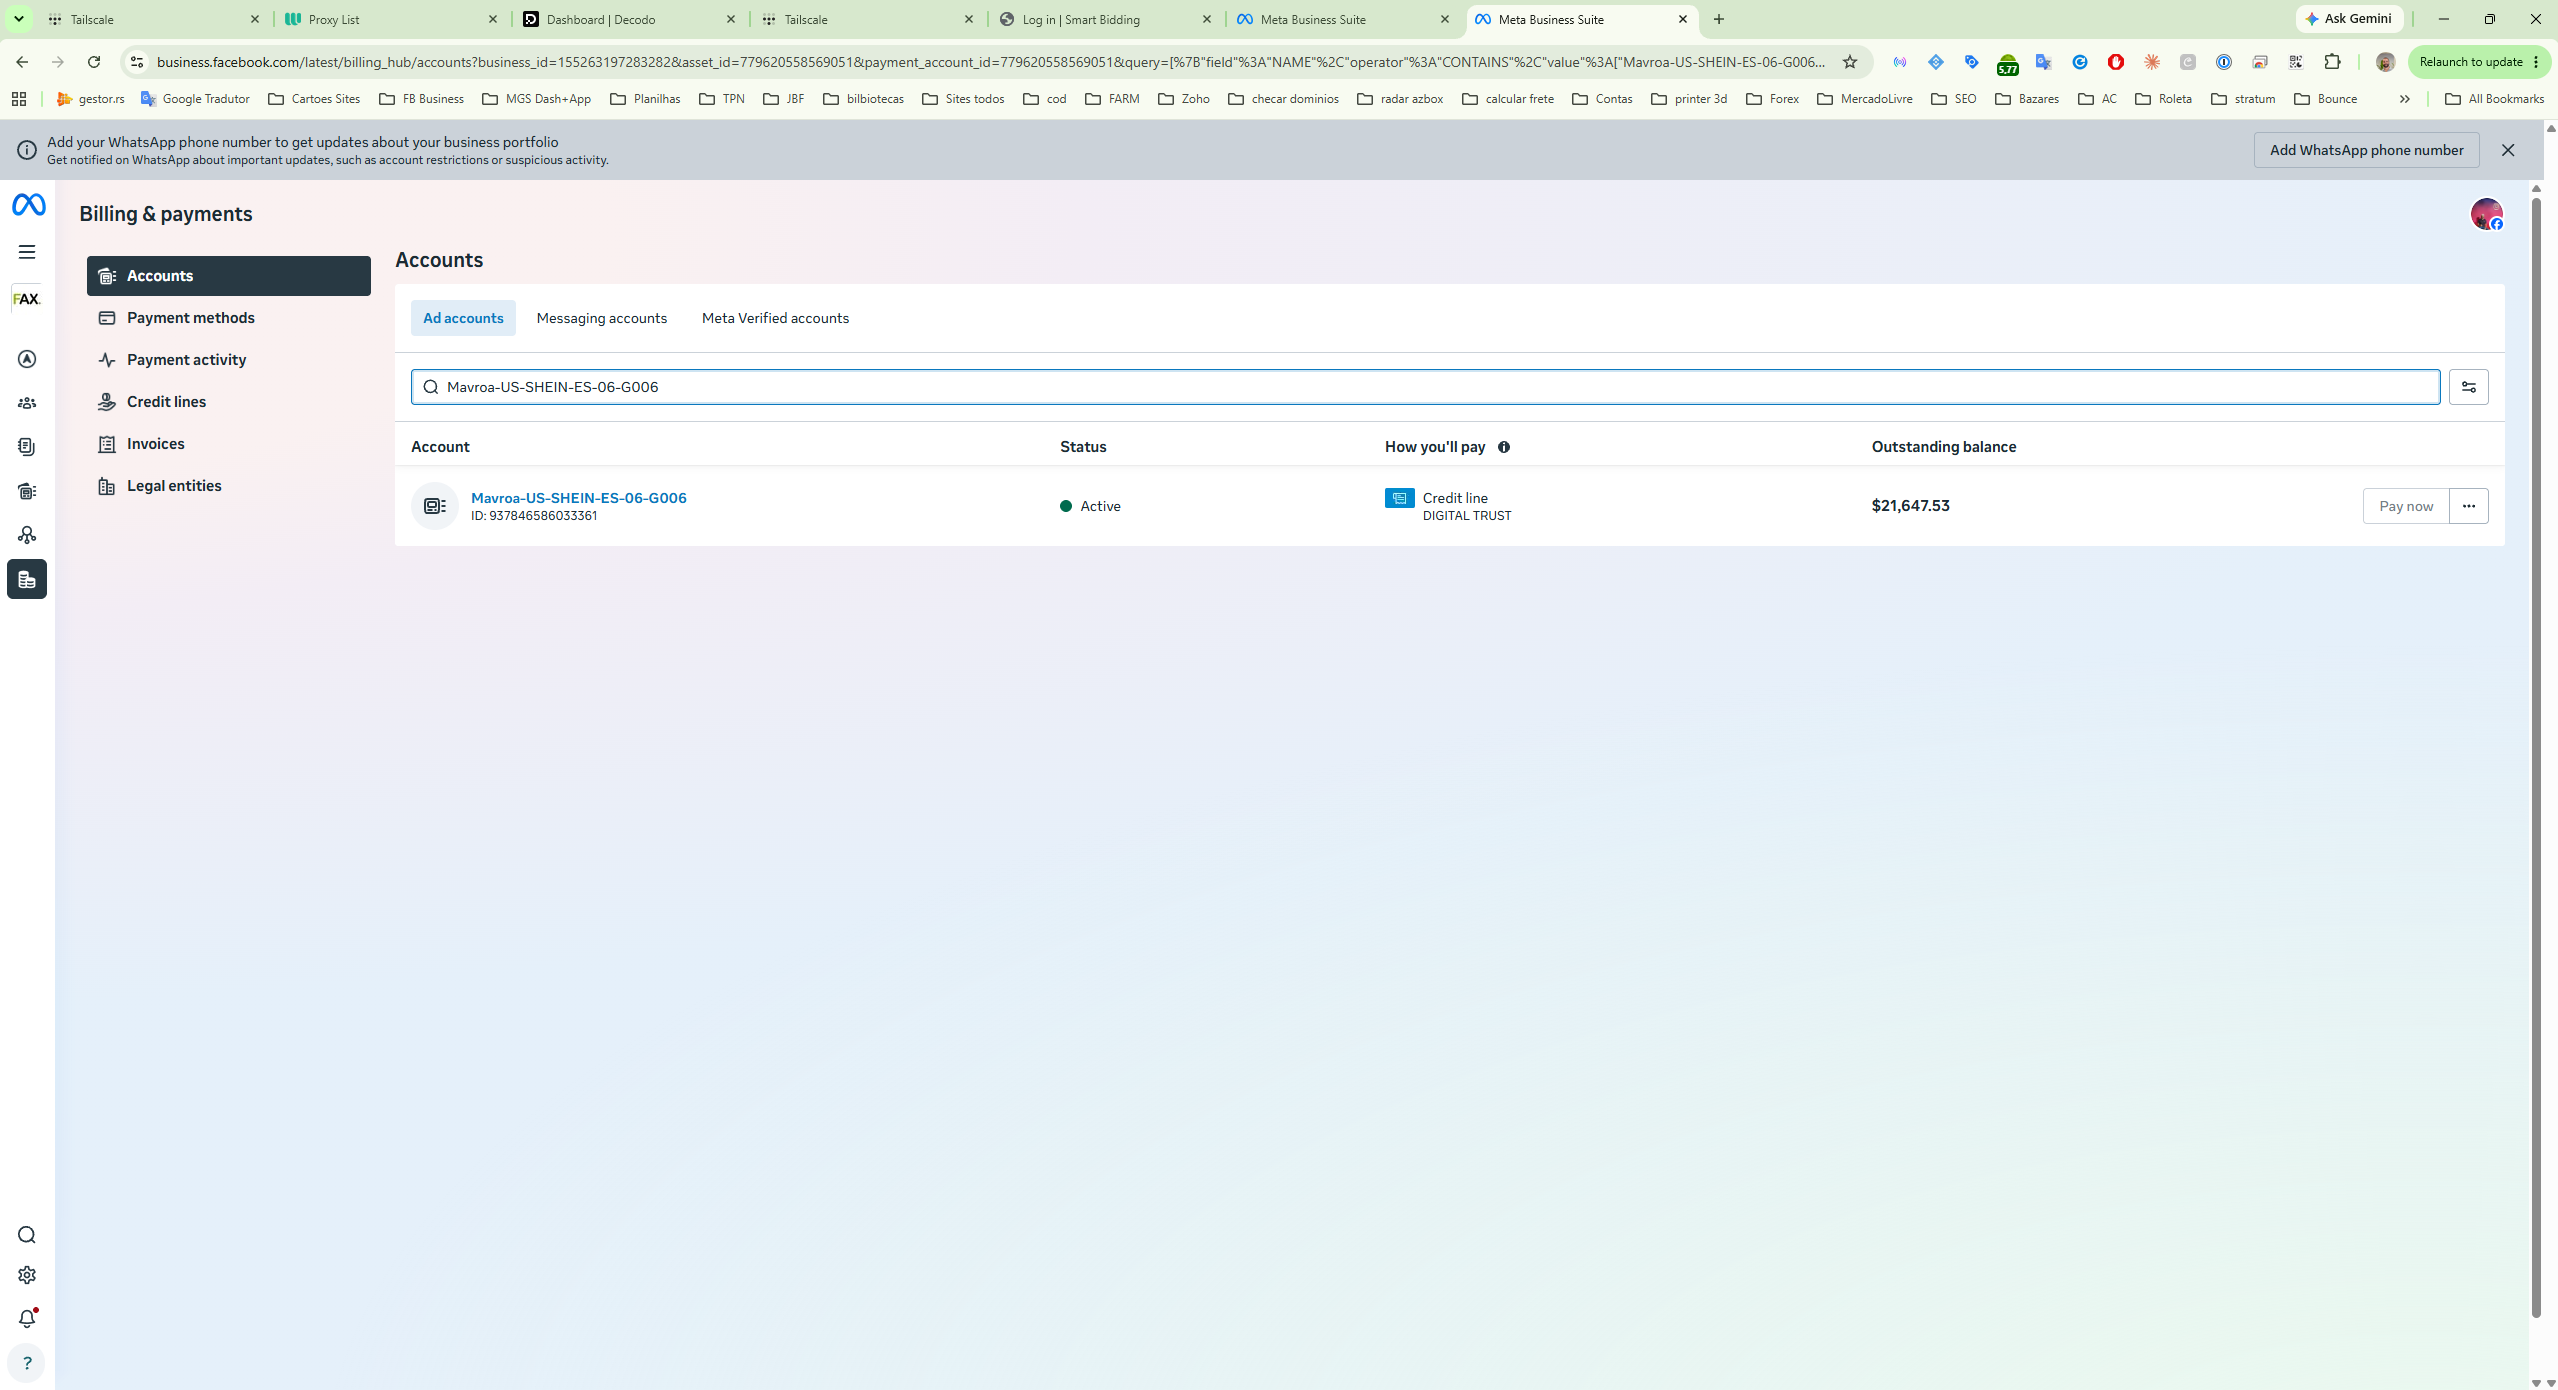 Tailscale
Proxy List
Dashboard | Decodo
Tailscale
Log in | Smart Bidding
Meta Business Suite
Meta Business Suite
Ask Gemini
business.facebook.com/latest/billing_hub/accounts?business_id=155263197283282&asset_id=779620558569051&payment_account_id=779620558569051&query=[%7B"field"%3A"NAME"%2C"operator"%3A"CONTAINS"%2C"value"%3A["Mavroa-US-SHEIN-ES-06-G006...
5,77
Relaunch to update
gestor.rs
Google Tradutor
Cartoes Sites
FB Business
MGS Dash+App
Planilhas
TPN
JBF
bilbiotecas
Sites todos
cod
FARM
Zoho
checar dominios
radar azbox
calcular frete
Contas
printer 3d
Forex
MercadoLivre
SEO
Bazares
AC
Roleta
stratum
Bounce
All Bookmarks
Add your WhatsApp phone number to get updates about your business portfolio
Get notified on WhatsApp about important updates, such as account restrictions or suspicious activity.
Add WhatsApp phone number
Billing & payments
FAX.
Accounts
Payment methods
Payment activity
Credit lines
Invoices
Legal entities
Accounts
Ad accounts
Messaging accounts
Meta Verified accounts
Mavroa-US-SHEIN-ES-06-G006
Account
Status
How you'll pay
Outstanding balance
Mavroa-US-SHEIN-ES-06-G006
ID: 937846586033361
Active
Credit line
DIGITAL TRUST
$21,647.53
Pay now